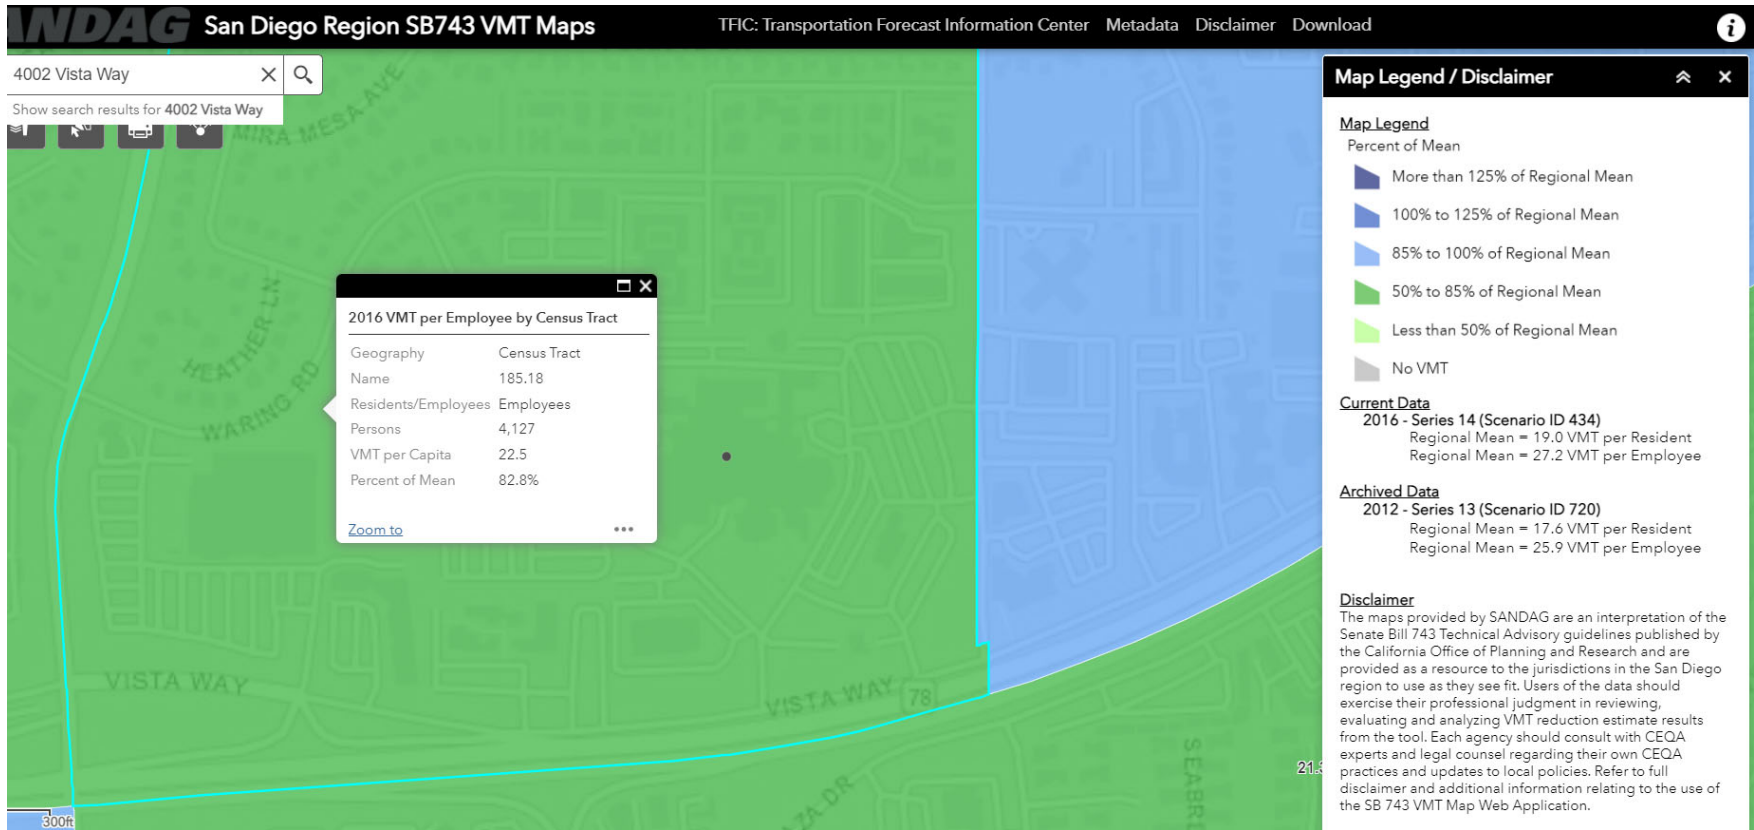 SANDAG San Diego Region SB743 VMT Maps TFIC: Transportation Forecast Information Center Metadata Disclaimer Download i
4002 Vista Way
Show search results for 4002 Vista Way
MIRA MESA AVE
HEATHER LN
WARING RD
2016 VMT per Employee by Census Tract
Geography Census Tract
Name 185.18
Residents/Employees Employees
Persons 4,127
VMT per Capita 22.5
Percent of Mean 82.8%
Zoom to
VISTA WAY
VISTA WAY 78
300ft
Map Legend / Disclaimer
Map Legend
Percent of Mean
More than 125% of Regional Mean
100% to 125% of Regional Mean
85% to 100% of Regional Mean
50% to 85% of Regional Mean
Less than 50% of Regional Mean
No VMT
Current Data
2016 - Series 14 (Scenario ID 434)
Regional Mean = 19.0 VMT per Resident
Regional Mean = 27.2 VMT per Employee
Archived Data
2012 - Series 13 (Scenario ID 720)
Regional Mean = 17.6 VMT per Resident
Regional Mean = 25.9 VMT per Employee
Disclaimer
The maps provided by SANDAG are an interpretation of the
Senate Bill 743 Technical Advisory guidelines published by
the California Office of Planning and Research and are
provided as a resource to the jurisdictions in the San Diego
region to use as they see fit. Users of the data should
exercise their professional judgment in reviewing,
evaluating and analyzing VMT reduction estimate results
from the tool. Each agency should consult with CEQA
experts and legal counsel regarding their own CEQA
practices and updates to local policies. Refer to full
disclaimer and additional information relating to the use of
the SB 743 VMT Map Web Application.